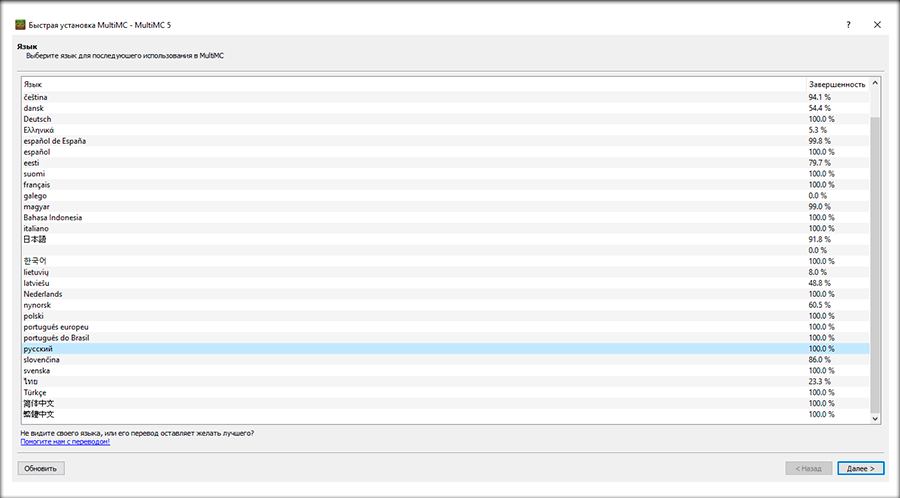 Быстрая установка MultiMC - MultiMC 5
?
Язык
Выберите язык для последующего использования в MultiMC
Язык Завершенность
čeština 94.1 %
dansk 54.4 %
Deutsch 100.0 %
Ελληνικά 5.3 %
español de España 99.8 %
español 100.0 %
eesti 79.7 %
suomi 100.0 %
français 100.0 %
galego 0.0 %
magyar 99.0 %
Bahasa Indonesia 100.0 %
italiano 100.0 %
日本語 91.8 %
0.0 %
한국어 100.0 %
lietuvių 8.0 %
latviešu 48.8 %
Nederlands 100.0 %
nynorsk 60.5 %
polski 100.0 %
português europeu 100.0 %
português do Brasil 100.0 %
русский 100.0 %
slovenčina 86.0 %
svenska 100.0 %
ไทย 23.3 %
Türkçe 100.0 %
简体中文 100.0 %
繁體中文 100.0 %
Не видите своего языка, или его перевод оставляет желать лучшего?
Помогите нам с переводом!
Обновить < Назад Далее >